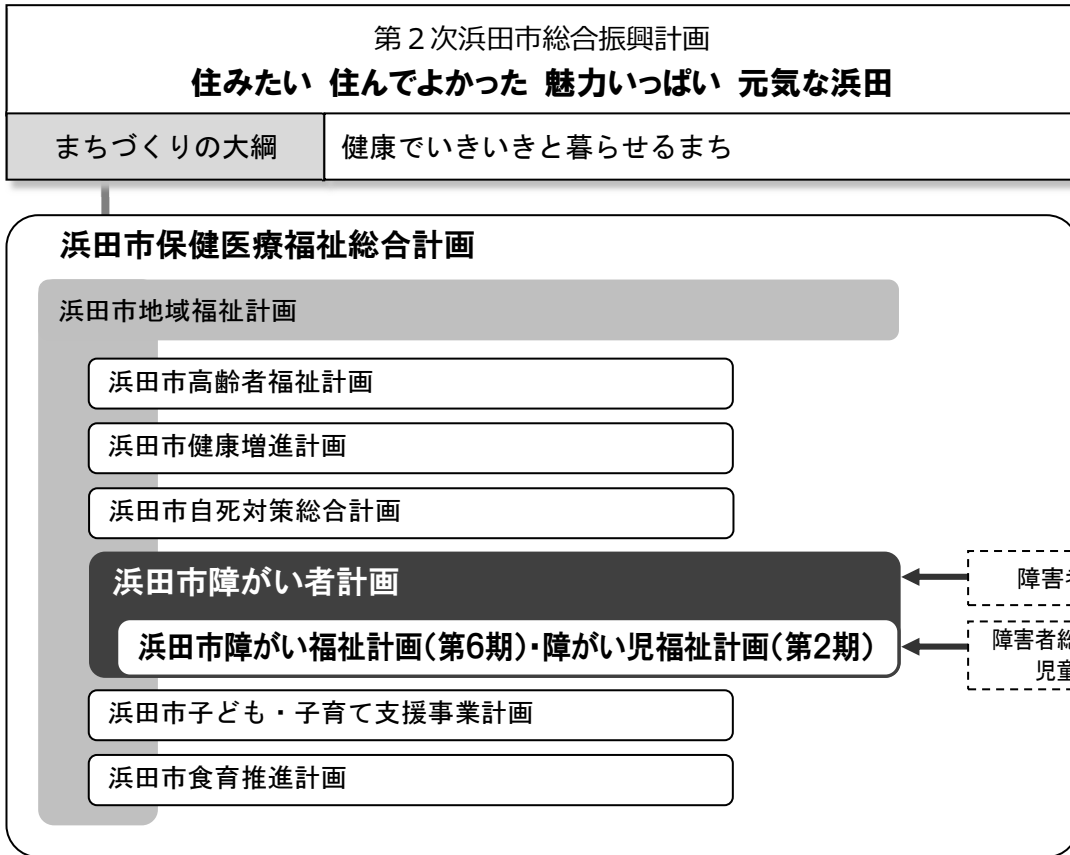 第２次浜田市総合振興計画
住みたい 住んでよかった 魅力いっぱい 元気な浜田
まちづくりの大綱
健康でいきいきと暮らせるまち
浜田市保健医療福祉総合計画
浜田市地域福祉計画
浜田市高齢者福祉計画
浜田市健康増進計画
浜田市自死対策総合計画
浜田市障がい者計画
障害
浜田市障がい福祉計画（第6期）・障がい児福祉計画（第2期）
障害者
児童
浜田市子ども・子育て支援事業計画
浜田市食育推進計画